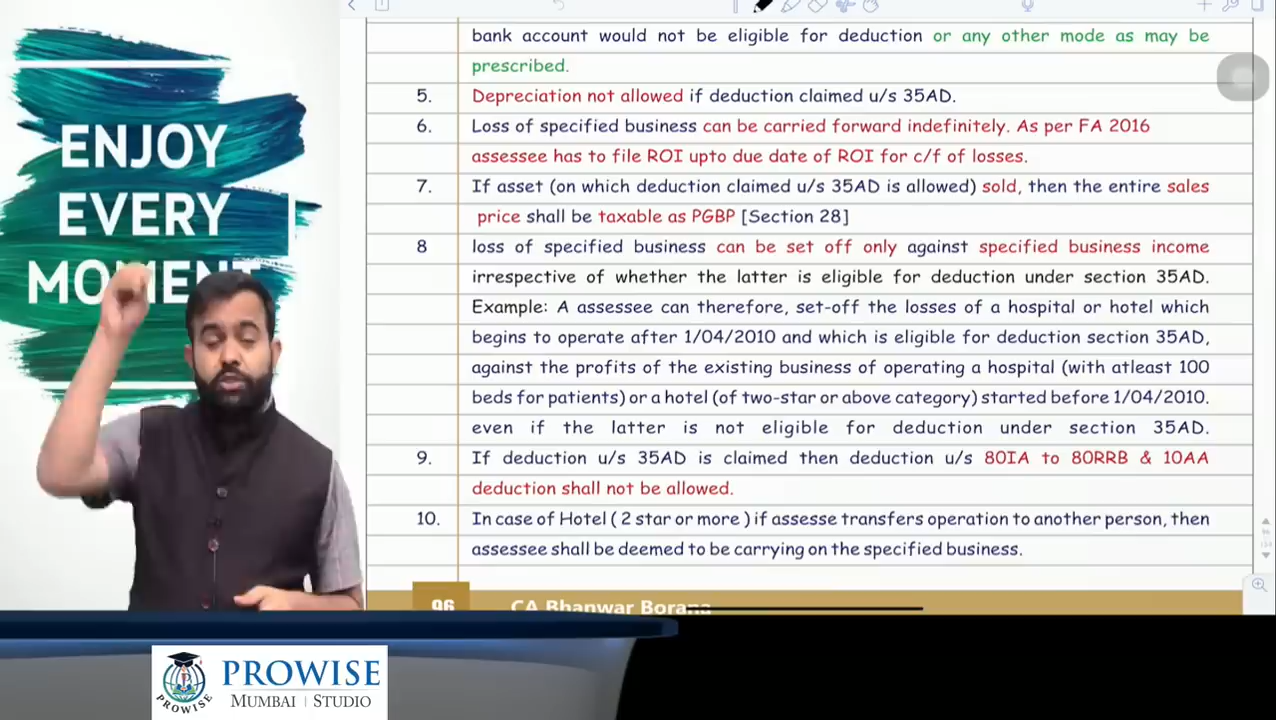 ENJOY
EVERY
MOMENT
bank account would not be eligible for deduction or any other mode as may be
prescribed.
5. Depreciation not allowed if deduction claimed u/s 35AD.
6. Loss of specified business can be carried forward indefinitely. As per FA 2016
assessee has to file ROI upto due date of ROI for c/f of losses.
7. If asset (on which deduction claimed u/s 35AD is allowed) sold, then the entire sales
price shall be taxable as PGBP [Section 28]
8 loss of specified business can be set off only against specified business income
irrespective of whether the latter is eligible for deduction under section 35AD.
Example: A assessee can therefore, set-off the losses of a hospital or hotel which
begins to operate after 1/04/2010 and which is eligible for deduction section 35AD,
against the profits of the existing business of operating a hospital (with atleast 100
beds for patients) or a hotel (of two-star or above category) started before 1/04/2010.
even if the latter is not eligible for deduction under section 35AD.
9. If deduction u/s 35AD is claimed then deduction u/s 80IA to 80RRB & 10AA
deduction shall not be allowed.
10. In case of Hotel ( 2 star or more ) if assesse transfers operation to another person, then
assessee shall be deemed to be carrying on the specified business.
96 CA Bhanwar Borana
PROWISE
PROWISE
MUMBAI | STUDIO